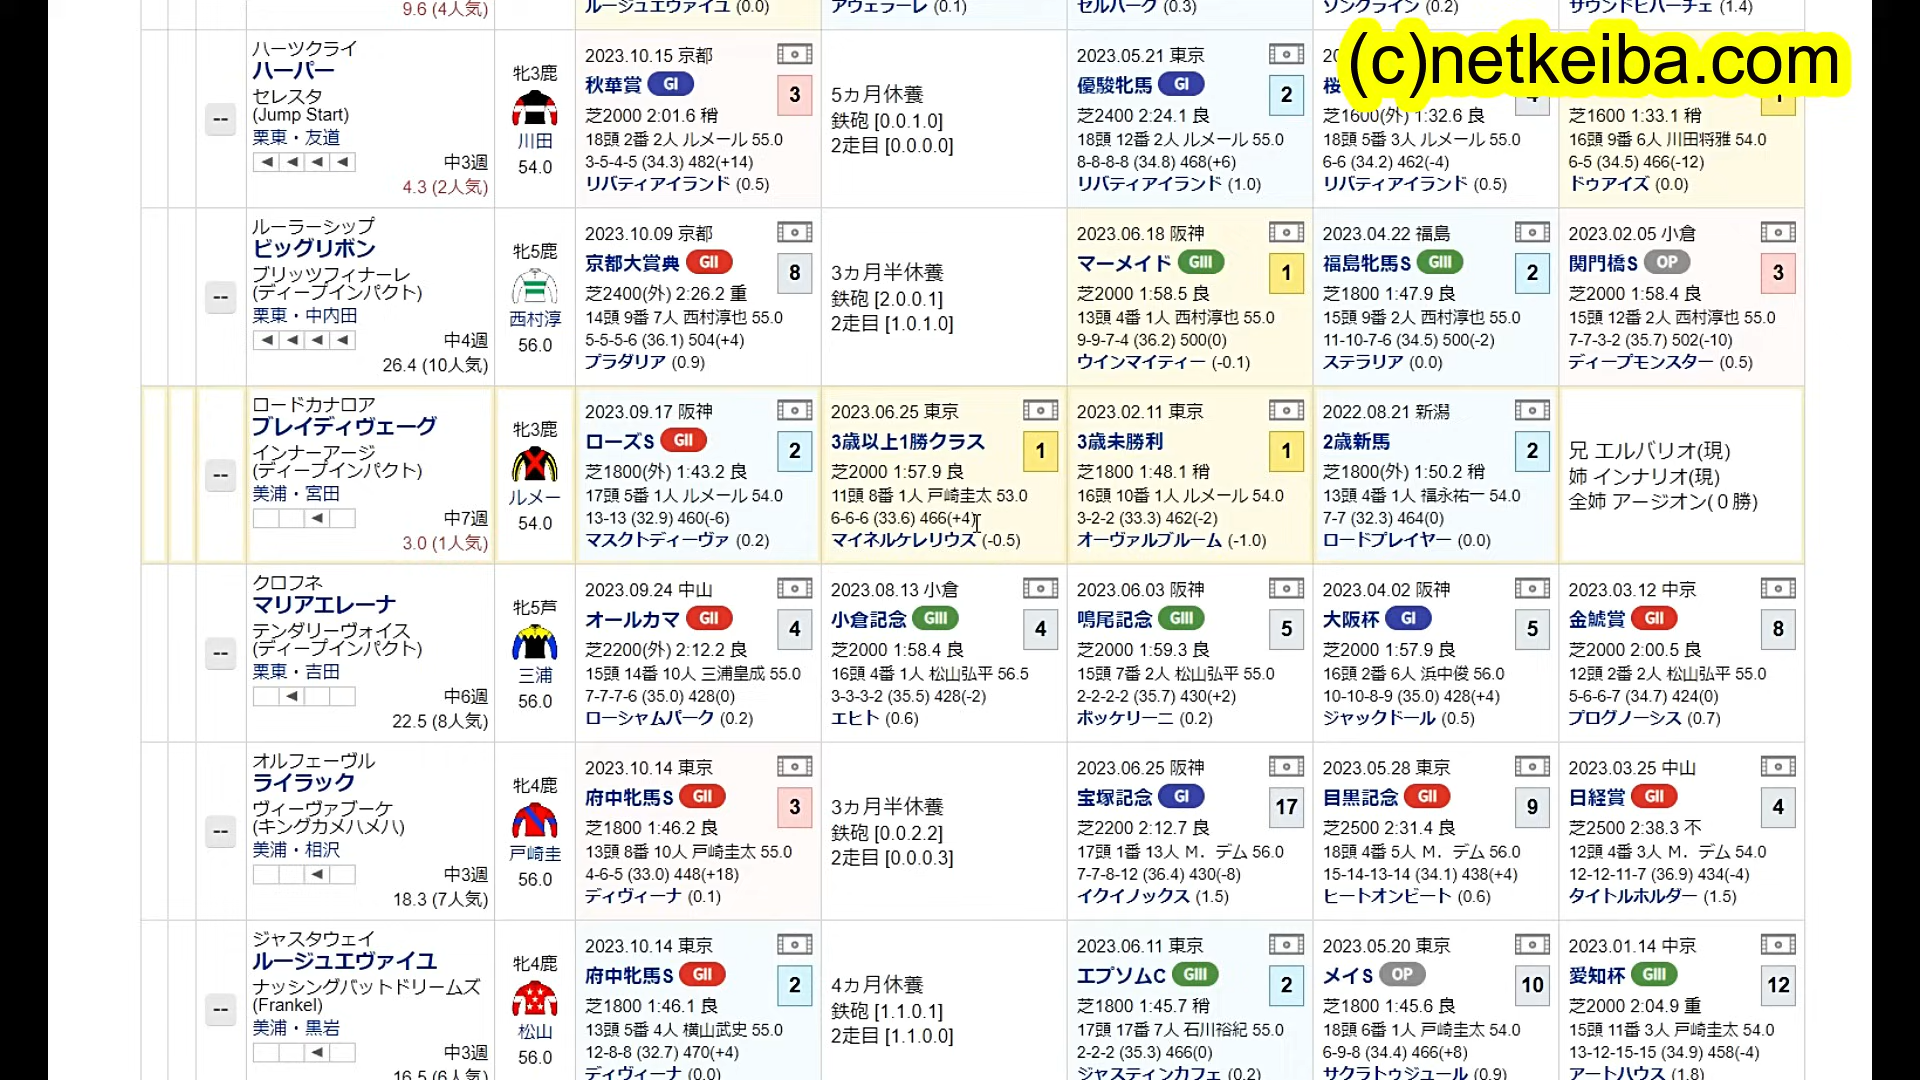 9.6 (4人気)
ルージュエヴァイユ (0.0)
アヴェラーレ (0.1)
セルバーグ (0.3)
ソングライン (0.2)
サウンドビバーチェ (1.4)
(c)netkeiba.com
--
ハーツクライ
ハーパー
セレスタ
(Jump Start)
栗東・友道
中3週
4.3 (2人気)
牝3鹿
川田
54.0
2023.10.15 京都
秋華賞 GI
3
芝2000 2:01.6 稍
18頭 2番 2人 ルメール 55.0
3-5-4-5 (34.3) 482(+14)
リバティアイランド (0.5)
5ヵ月休養
鉄砲 [0.0.1.0]
2走目 [0.0.0.0]
2023.05.21 東京
優駿牝馬 GI
2
芝2400 2:24.1 良
18頭 12番 2人 ルメール 55.0
8-8-8-8 (34.8) 468(+6)
リバティアイランド (1.0)
芝1600(外) 1:32.6 良
18頭 5番 3人 ルメール 55.0
6-6 (34.2) 462(-4)
リバティアイランド (0.5)
芝1600 1:33.1 稍
16頭 9番 6人 川田将雅 54.0
6-5 (34.5) 466(-12)
ドゥアイズ (0.0)
--
ルーラーシップ
ビッグリボン
ブリッツフィナーレ
(ディープインパクト)
栗東・中内田
中4週
26.4 (10人気)
牝5鹿
西村淳
56.0
2023.10.09 京都
京都大賞典 GII
8
芝2400(外) 2:26.2 重
14頭 9番 7人 西村淳也 55.0
5-5-5-6 (36.1) 504(+4)
プラダリア (0.9)
3ヵ月半休養
鉄砲 [2.0.0.1]
2走目 [1.0.1.0]
2023.06.18 阪神
マーメイド GIII
1
芝2000 1:58.5 良
13頭 4番 1人 西村淳也 55.0
9-9-7-4 (36.2) 500(0)
ウインマイティー (-0.1)
2023.04.22 福島
福島牝馬S GIII
2
芝1800 1:47.9 良
15頭 9番 2人 西村淳也 55.0
11-10-7-6 (34.5) 500(-2)
ステラリア (0.0)
2023.02.05 小倉
関門橋S OP
3
芝2000 1:58.4 良
15頭 12番 2人 西村淳也 55.0
7-7-3-2 (35.7) 502(-10)
ディープモンスター (0.5)
--
ロードカナロア
ブレイディヴェーグ
インナーアージ
(ディープインパクト)
美浦・宮田
中7週
3.0 (1人気)
牝3鹿
ルメー
54.0
2023.09.17 阪神
ローズS GII
2
芝1800(外) 1:43.2 良
17頭 5番 1人 ルメール 54.0
13-13 (32.9) 460(-6)
マスクトディーヴァ (0.2)
2023.06.25 東京
3歳以上1勝クラス
1
芝2000 1:57.9 良
11頭 8番 1人 戸崎圭太 53.0
6-6-6 (33.6) 466(+4)
マイネルケレリウス (-0.5)
2023.02.11 東京
3歳未勝利
1
芝1800 1:48.1 稍
16頭 10番 1人 ルメール 54.0
3-2-2 (33.3) 462(-2)
オーヴァルブルーム (-1.0)
2022.08.21 新潟
2歳新馬
2
芝1800(外) 1:50.2 稍
13頭 4番 1人 福永祐一 54.0
7-7 (32.3) 464(0)
ロードプレイヤー (0.0)
兄 エルバリオ(現)
姉 インナリオ(現)
全姉 アージオン(０勝)
--
クロフネ
マリアエレーナ
テンダリーヴォイス
(ディープインパクト)
栗東・吉田
中6週
22.5 (8人気)
牝5芦
三浦
56.0
2023.09.24 中山
オールカマ GII
4
芝2200(外) 2:12.2 良
15頭 14番 10人 三浦皇成 55.0
7-7-7-6 (35.0) 428(0)
ローシャムパーク (0.2)
2023.08.13 小倉
小倉記念 GIII
4
芝2000 1:58.4 良
16頭 4番 1人 松山弘平 56.5
3-3-3-2 (35.5) 428(-2)
エヒト (0.6)
2023.06.03 阪神
鳴尾記念 GIII
5
芝2000 1:59.3 良
15頭 7番 2人 松山弘平 55.0
2-2-2-2 (35.7) 430(+2)
ボッケリーニ (0.2)
2023.04.02 阪神
大阪杯 GI
5
芝2000 1:57.9 良
16頭 2番 6人 浜中俊 56.0
10-10-8-9 (35.0) 428(+4)
ジャックドール (0.5)
2023.03.12 中京
金鯱賞 GII
8
芝2000 2:00.5 良
12頭 2番 2人 松山弘平 55.0
5-6-6-7 (34.7) 424(0)
プログノーシス (0.7)
--
オルフェーヴル
ライラック
ヴィーヴァブーケ
(キングカメハメハ)
美浦・相沢
中3週
18.3 (7人気)
牝4鹿
戸崎圭
56.0
2023.10.14 東京
府中牝馬S GII
3
芝1800 1:46.2 良
13頭 8番 10人 戸崎圭太 55.0
4-6-5 (33.0) 448(+18)
ディヴィーナ (0.1)
3ヵ月半休養
鉄砲 [0.0.2.2]
2走目 [0.0.0.3]
2023.06.25 阪神
宝塚記念 GI
17
芝2200 2:12.7 良
17頭 1番 13人 M．デム 56.0
7-7-8-12 (36.4) 430(-8)
イクイノックス (1.5)
2023.05.28 東京
目黒記念 GII
9
芝2500 2:31.4 良
18頭 4番 5人 M．デム 56.0
15-14-13-14 (34.1) 438(+4)
ヒートオンビート (0.6)
2023.03.25 中山
日経賞 GII
4
芝2500 2:38.3 不
12頭 4番 3人 M．デム 54.0
12-12-11-7 (36.9) 434(-4)
タイトルホルダー (1.5)
--
ジャスタウェイ
ルージュエヴァイユ
ナッシングバットドリームズ
(Frankel)
美浦・黒岩
中3週
16.5 (6人気)
牝4鹿
松山
56.0
2023.10.14 東京
府中牝馬S GII
2
芝1800 1:46.1 良
13頭 5番 4人 横山武史 55.0
12-8-8 (32.7) 470(+4)
ディヴィーナ (0.0)
4ヵ月休養
鉄砲 [1.1.0.1]
2走目 [1.1.0.0]
2023.06.11 東京
エプソムC GIII
2
芝1800 1:45.7 稍
17頭 17番 7人 石川裕紀 55.0
2-2-2 (35.3) 466(0)
ジャスティンカフェ (0.2)
2023.05.20 東京
メイS OP
10
芝1800 1:45.6 良
18頭 6番 1人 戸崎圭太 54.0
6-9-8 (34.4) 466(+8)
サクラトゥジュール (0.9)
2023.01.14 中京
愛知杯 GIII
12
芝2000 2:04.9 重
15頭 11番 3人 戸崎圭太 54.0
13-12-15-15 (34.9) 458(-4)
アートハウス (1.8)